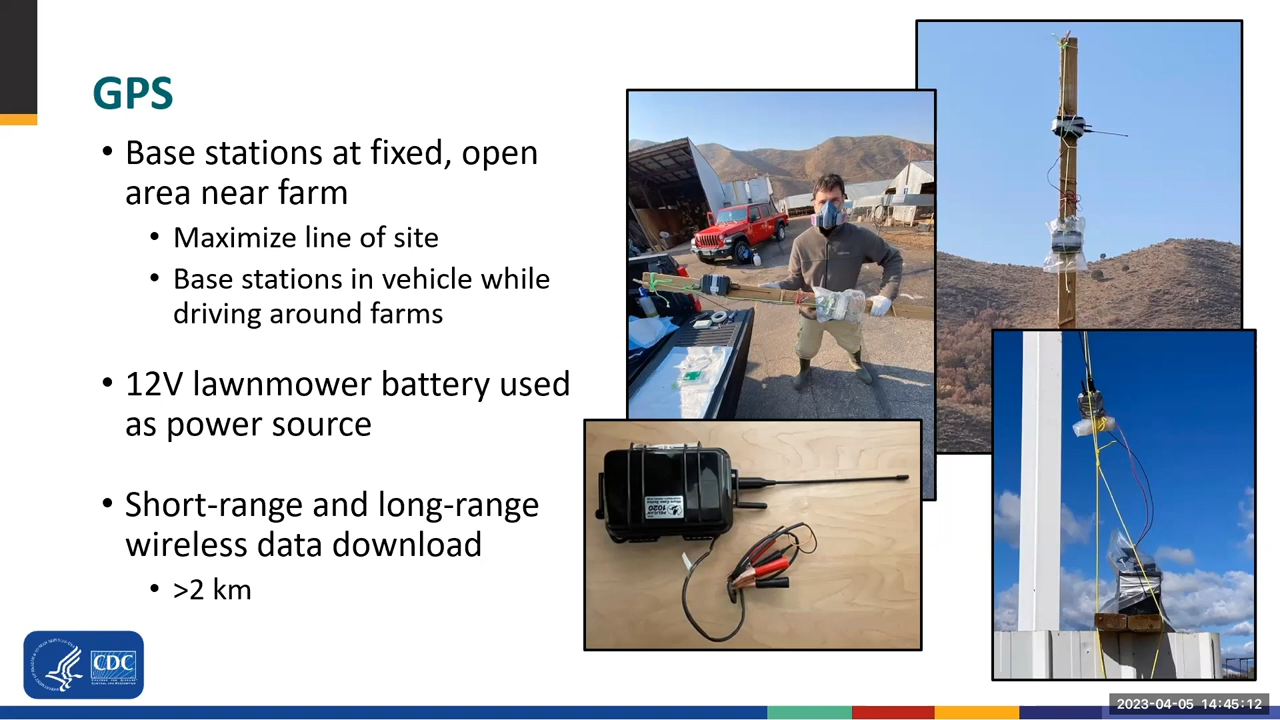 GPS
• Base stations at fixed, open
area near farm
• Maximize line of site
• Base stations in vehicle while
driving around farms
• 12V lawnmower battery used
as power source
• Short-range and long-range
wireless data download
• >2 km
PELICAN
1020
CDC
2023-04-05 14:45:12